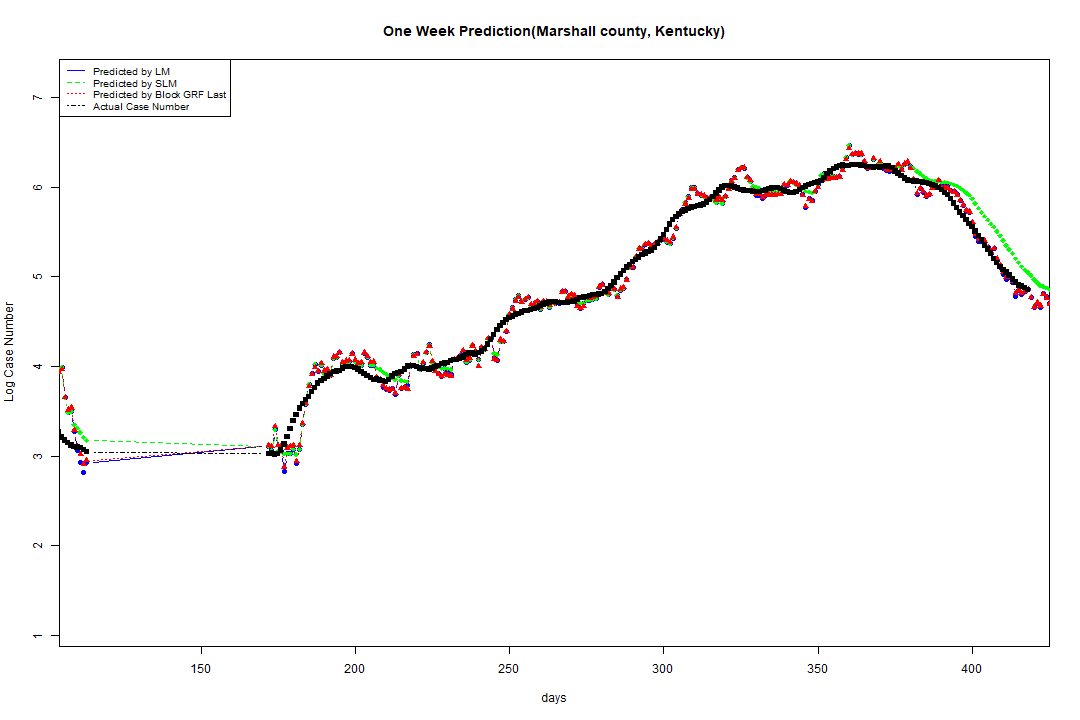 One Week Prediction(Marshall county, Kentucky)
Predicted by LM
Predicted by SLM
Predicted by Block GRF Last
Actual Case Number
7
6
5
4
3
2
1
Log Case Number
150 200 250 300 350 400
days